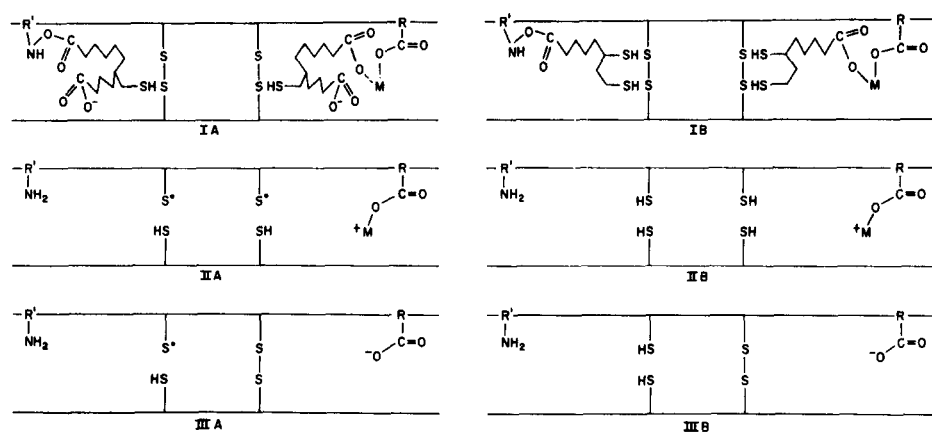 R' R R' R
O C O C O O C=O
NH O S S O NH O SH S S HS O O C=O
C O SH S S HS C O M SH S S HS M
O O⁻ O⁻
IA IB
R' R R' R
NH₂ S• S• O C=O NH₂ HS SH O C=O
HS SH +M HS SH +M
IIA IIB
R' R R' R
NH₂ S• S ⁻O C=O NH₂ HS S ⁻O C=O
HS S HS S
IIIA IIIB